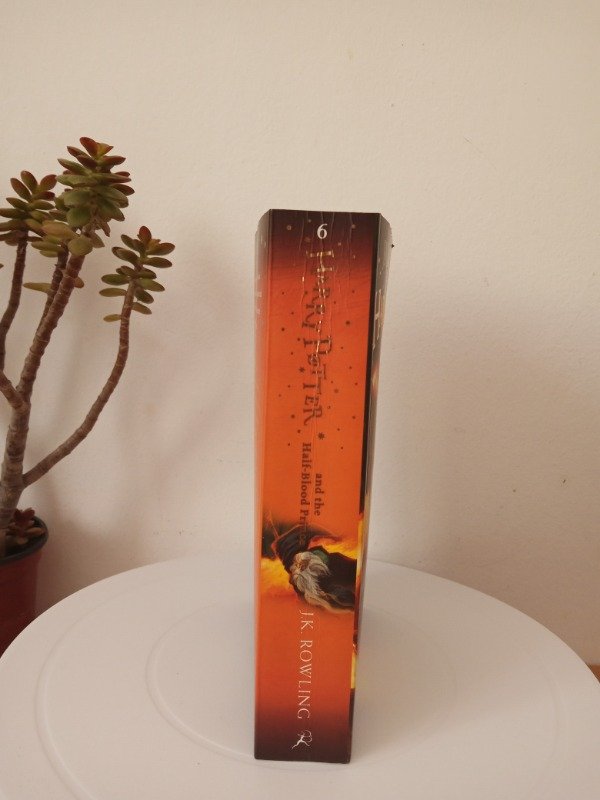 6
HARRY POTTER
and the
Half-Blood Prince
J.K. ROWLING